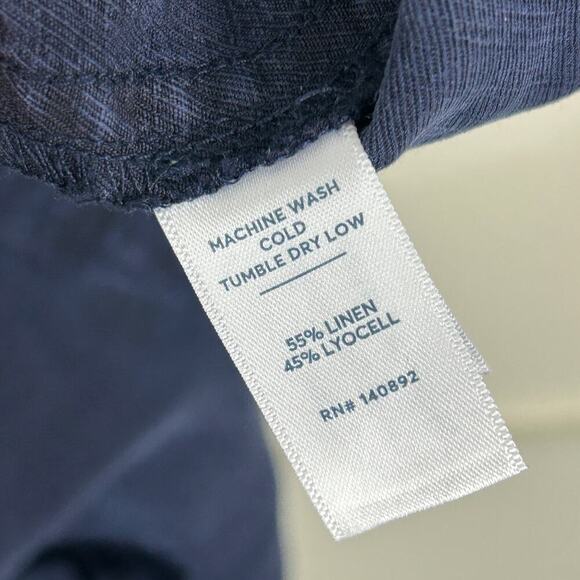 MACHINE WASH
COLD
TUMBLE DRY LOW
55% LINEN
45% LYOCELL
RN# 140892